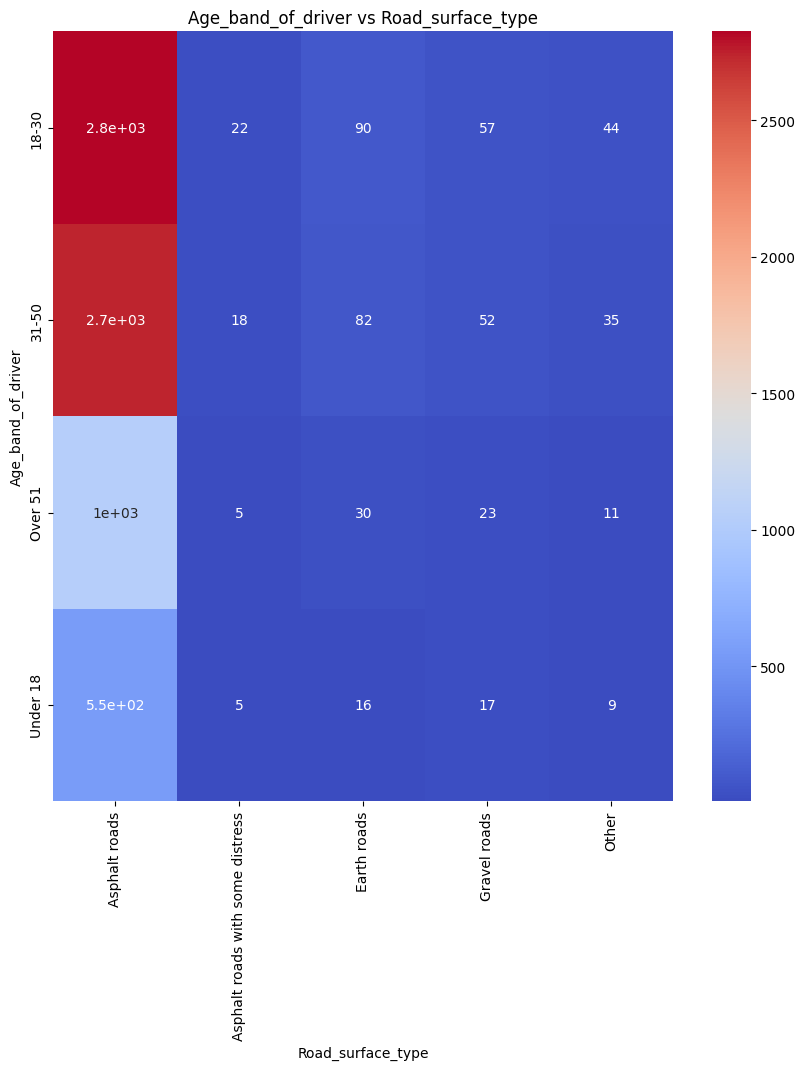 Age_band_of_driver vs Road_surface_type
Age_band_of_driver
18-30
2.8e+03 22 90 57 44
31-50
2.7e+03 18 82 52 35
Over 51
1e+03 5 30 23 11
Under 18
5.5e+02 5 16 17 9
2500
2000
1500
1000
500
Asphalt roads
Asphalt roads with some distress
Earth roads
Gravel roads
Other
Road_surface_type